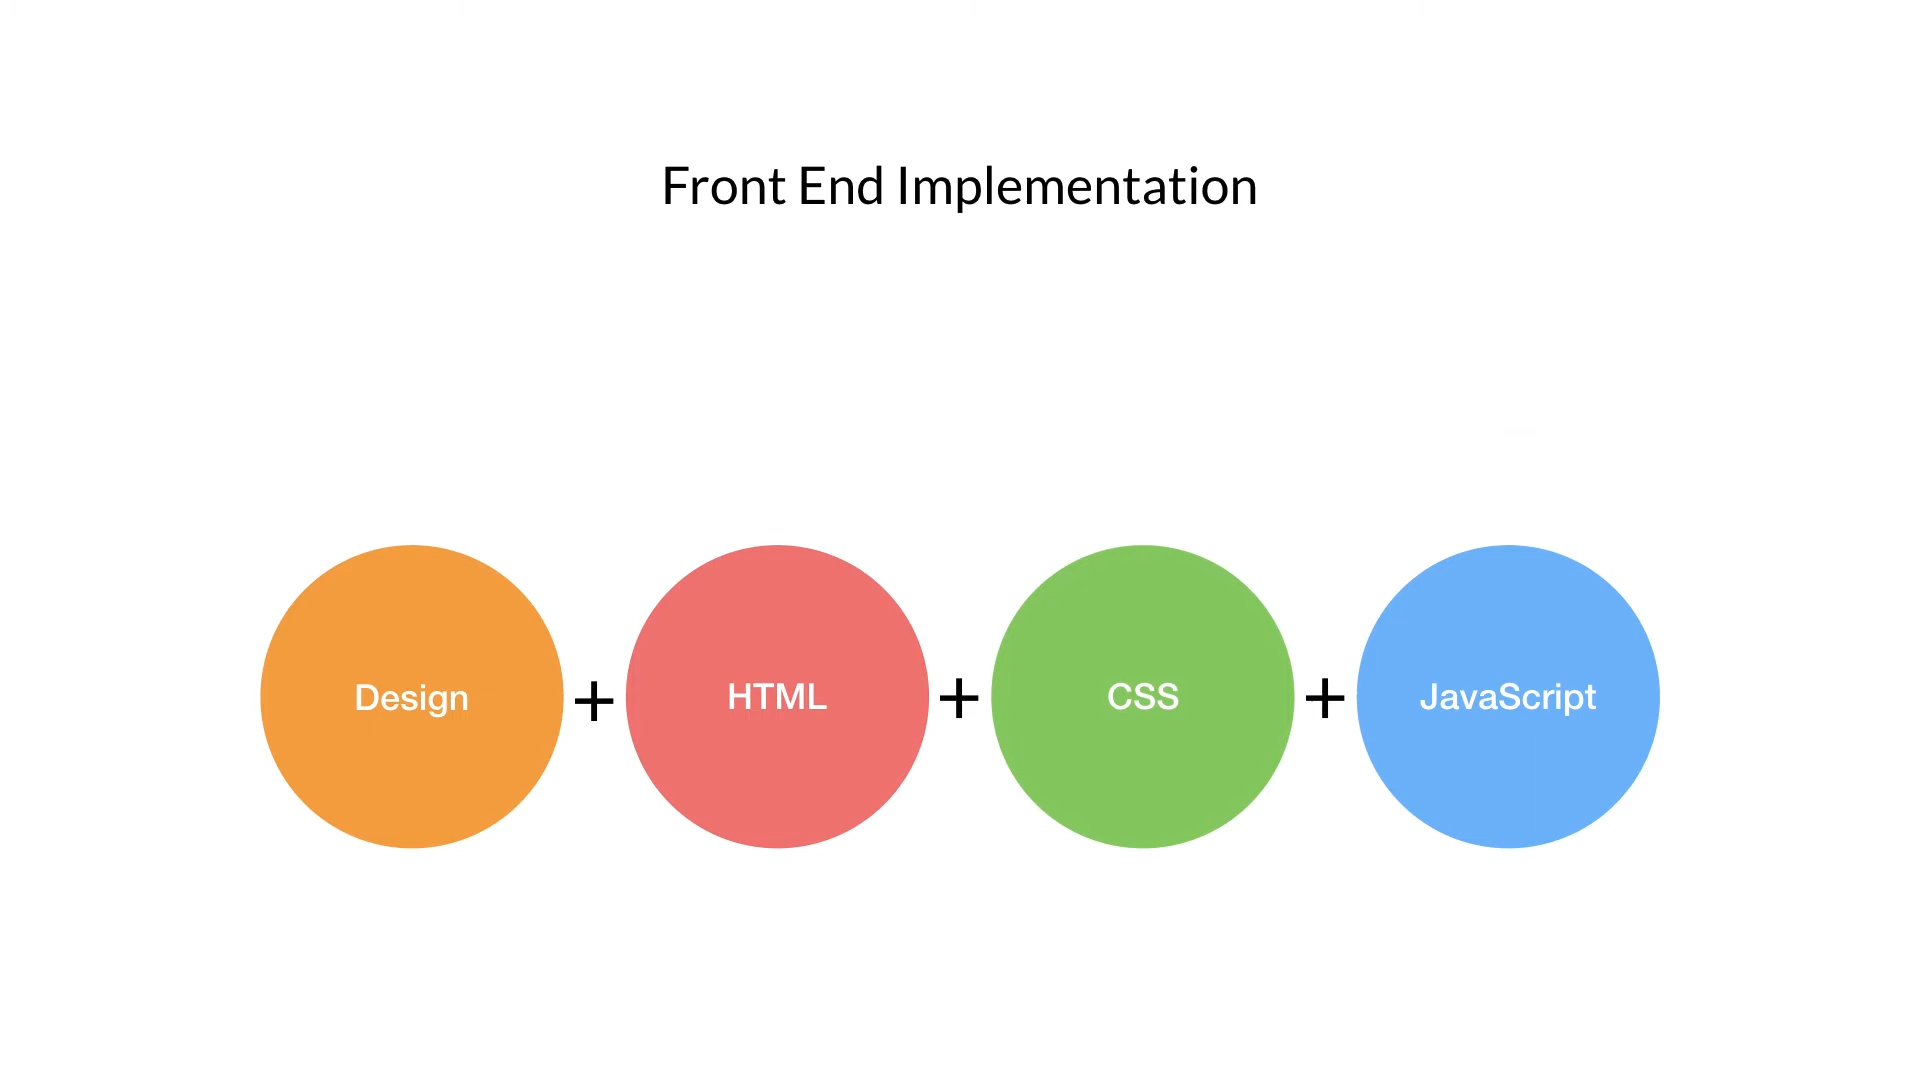 Front End Implementation
Design + HTML + CSS + JavaScript